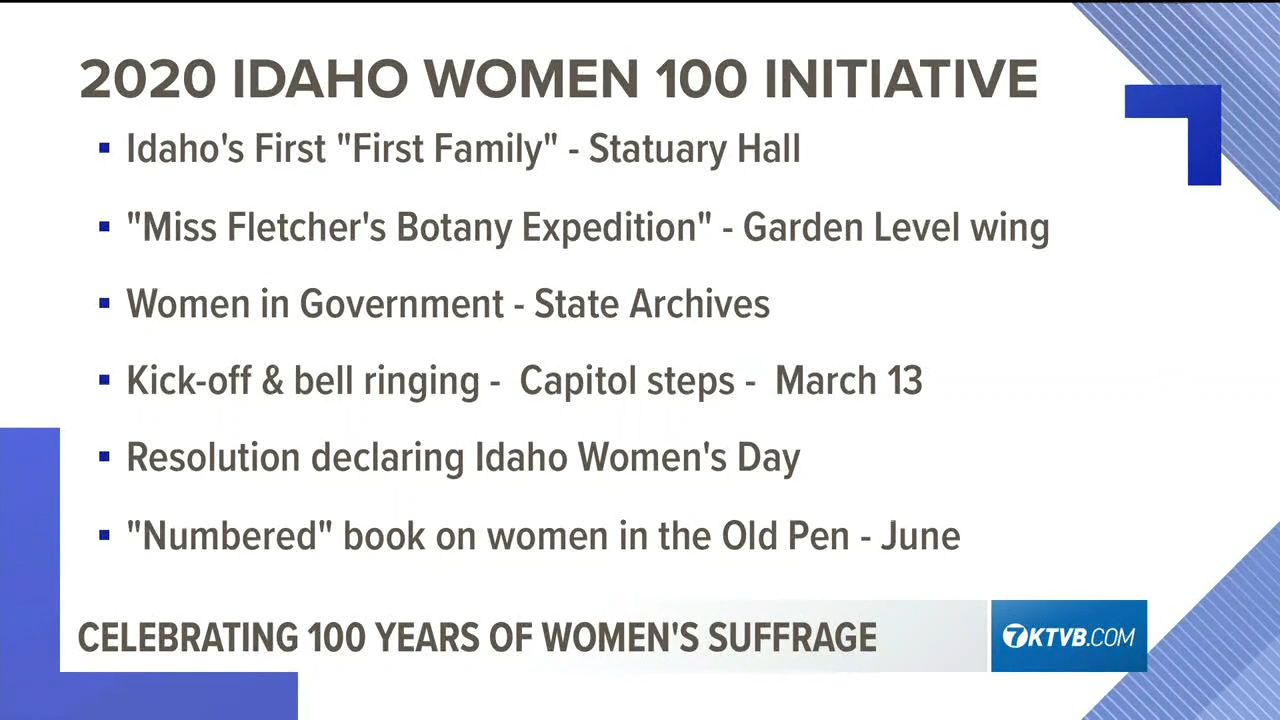 2020 IDAHO WOMEN 100 INITIATIVE
▪ Idaho's First "First Family" - Statuary Hall
▪ "Miss Fletcher's Botany Expedition" - Garden Level wing
▪ Women in Government - State Archives
▪ Kick-off & bell ringing -  Capitol steps -  March 13
▪ Resolution declaring Idaho Women's Day
▪ "Numbered" book on women in the Old Pen - June
CELEBRATING 100 YEARS OF WOMEN'S SUFFRAGE
7KTVB.COM